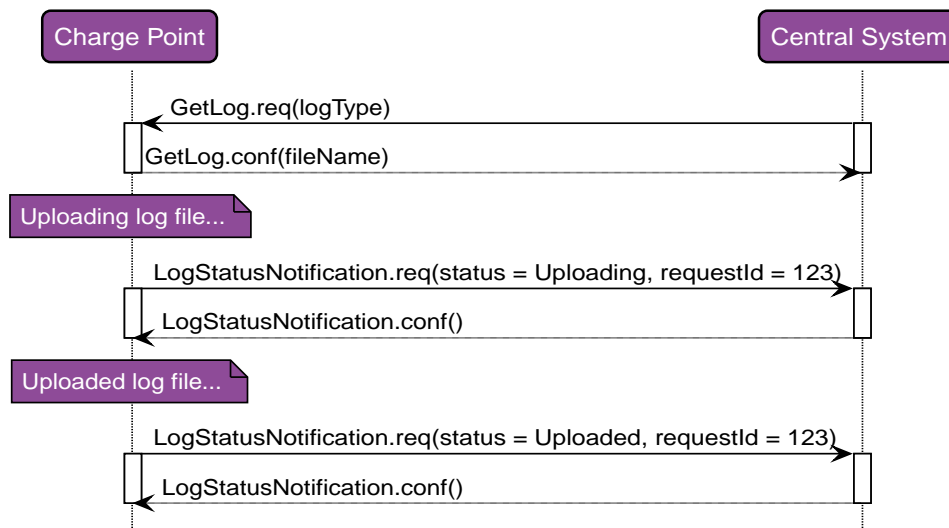 Charge Point
Central System
GetLog.req(logType)
GetLog.conf(fileName)
Uploading log file...
LogStatusNotification.req(status = Uploading, requestId = 123)
LogStatusNotification.conf()
Uploaded log file...
LogStatusNotification.req(status = Uploaded, requestId = 123)
LogStatusNotification.conf()